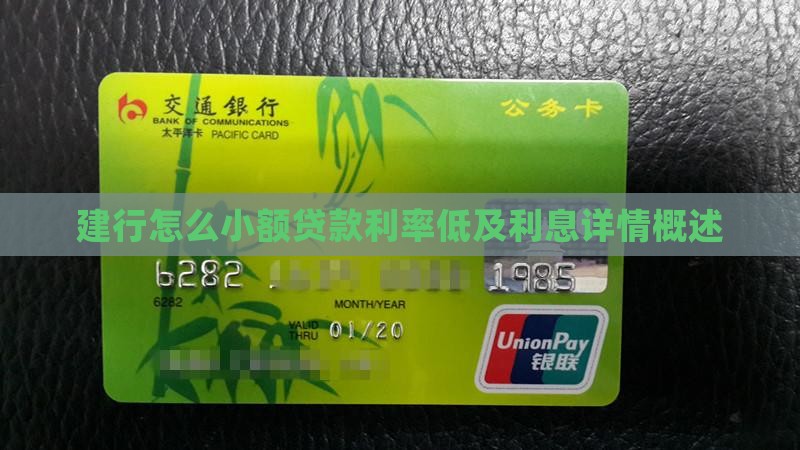 交通銀行 公务卡
BANK OF COMMUNICATIONS
太平洋卡 PACIFIC CARD
建行怎么小额贷款利率低及利息详情概述
6282 1985
6282
MONTH/YEAR
VALID THRU 01/20
UnionPay
银联